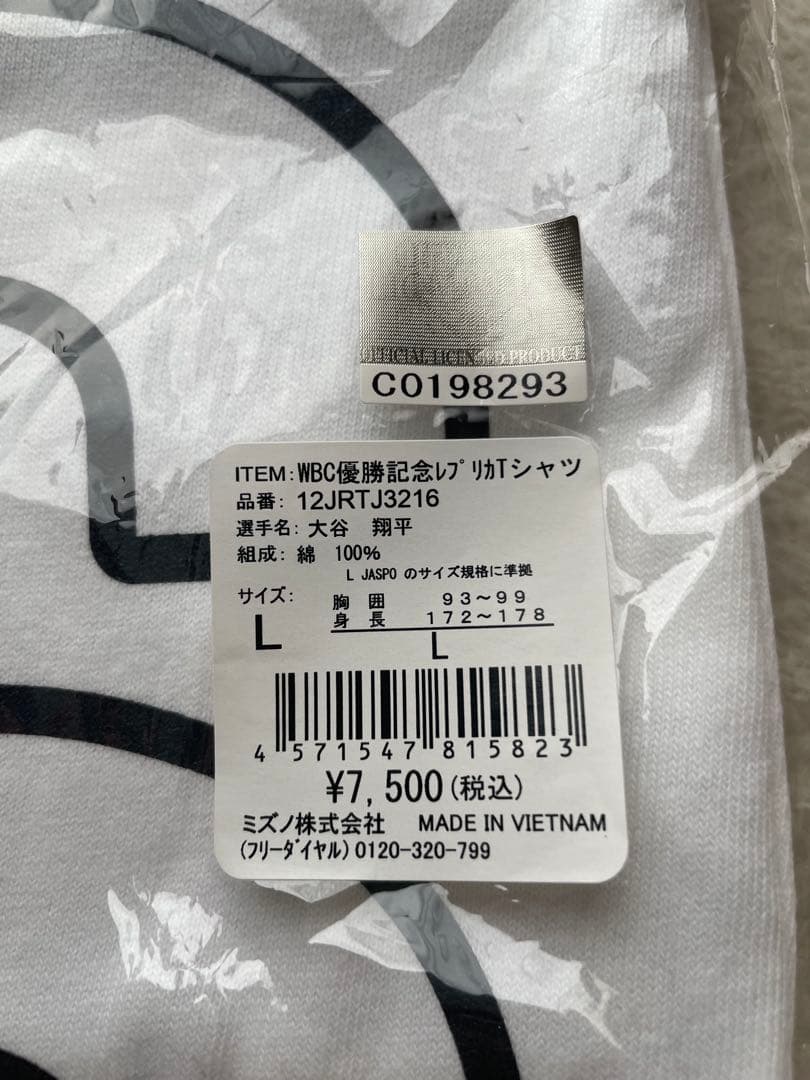 OFFICIAL LICENSED PRODUCT
C0198293
ITEM:WBC優勝記念ﾚﾌﾟﾘｶTシャツ
品番: 12JRTJ3216
選手名: 大谷　翔平
組成: 綿　100%
L JASPO のサイズ規格に準拠
サイズ: L
胸　囲　93～99
身　長　172～178
L
4 571547 815823
¥7,500(税込)
ミズノ株式会社　MADE IN VIETNAM
(フリーダイヤル)0120-320-799